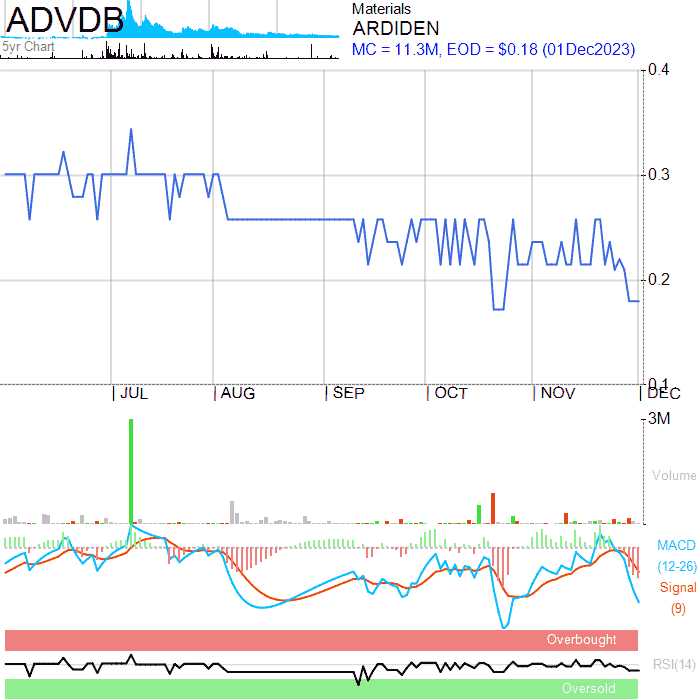 ADVDB
5yr Chart
Materials
ARDIDEN
MC = 11.3M, EOD = $0.18 (01Dec2023)
0.4
0.3
0.2
0.1
JUL
AUG
SEP
OCT
NOV
DEC
3M
Volume
MACD
(12-26)
Signal
(9)
Overbought
RSI(14)
Oversold